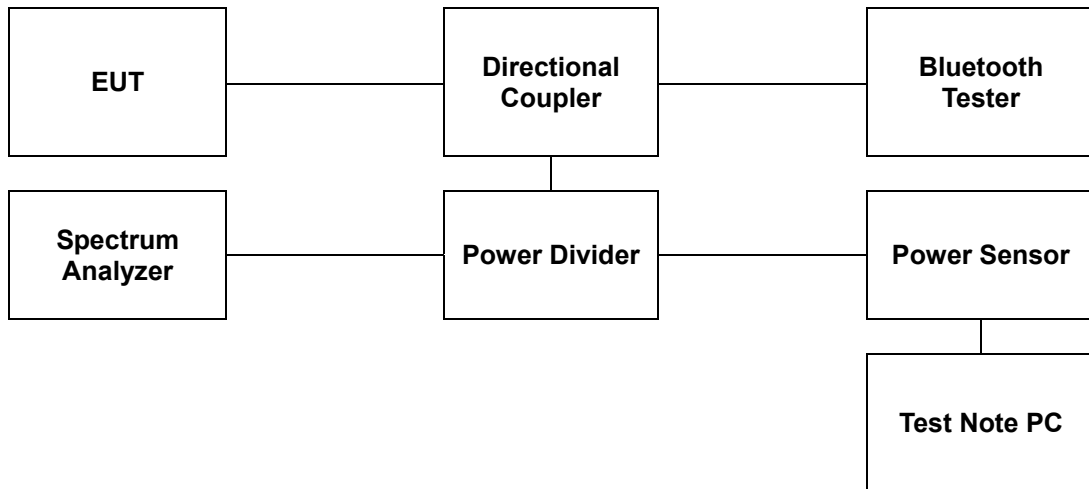 EUT
Directional
Coupler
Bluetooth
Tester
Spectrum
Analyzer
Power Divider
Power Sensor
Test Note PC